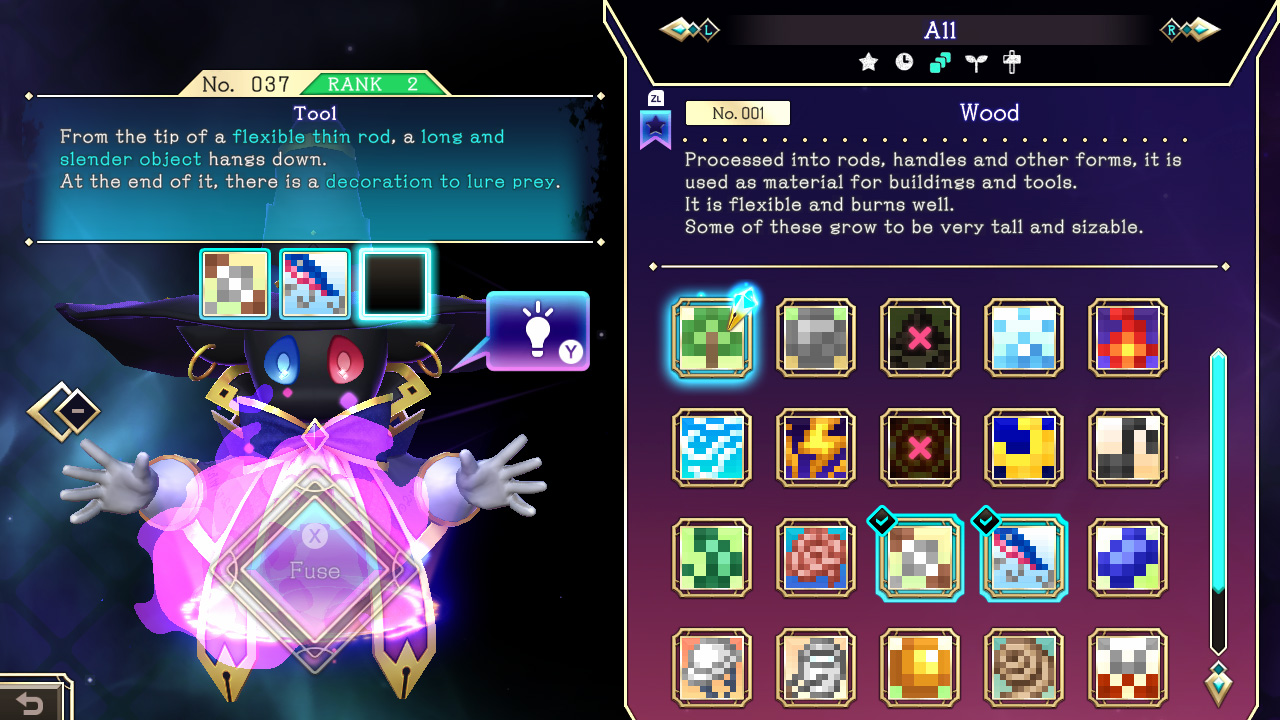 No. 037
RANK 2
Tool
From the tip of a flexible thin rod, a long and
slender object hangs down.
At the end of it, there is a decoration to lure prey.
Y
X
Fuse
L
All
R
ZL
No. 001
Wood
Processed into rods, handles and other forms, it is
used as material for buildings and tools.
It is flexible and burns well.
Some of these grow to be very tall and sizable.